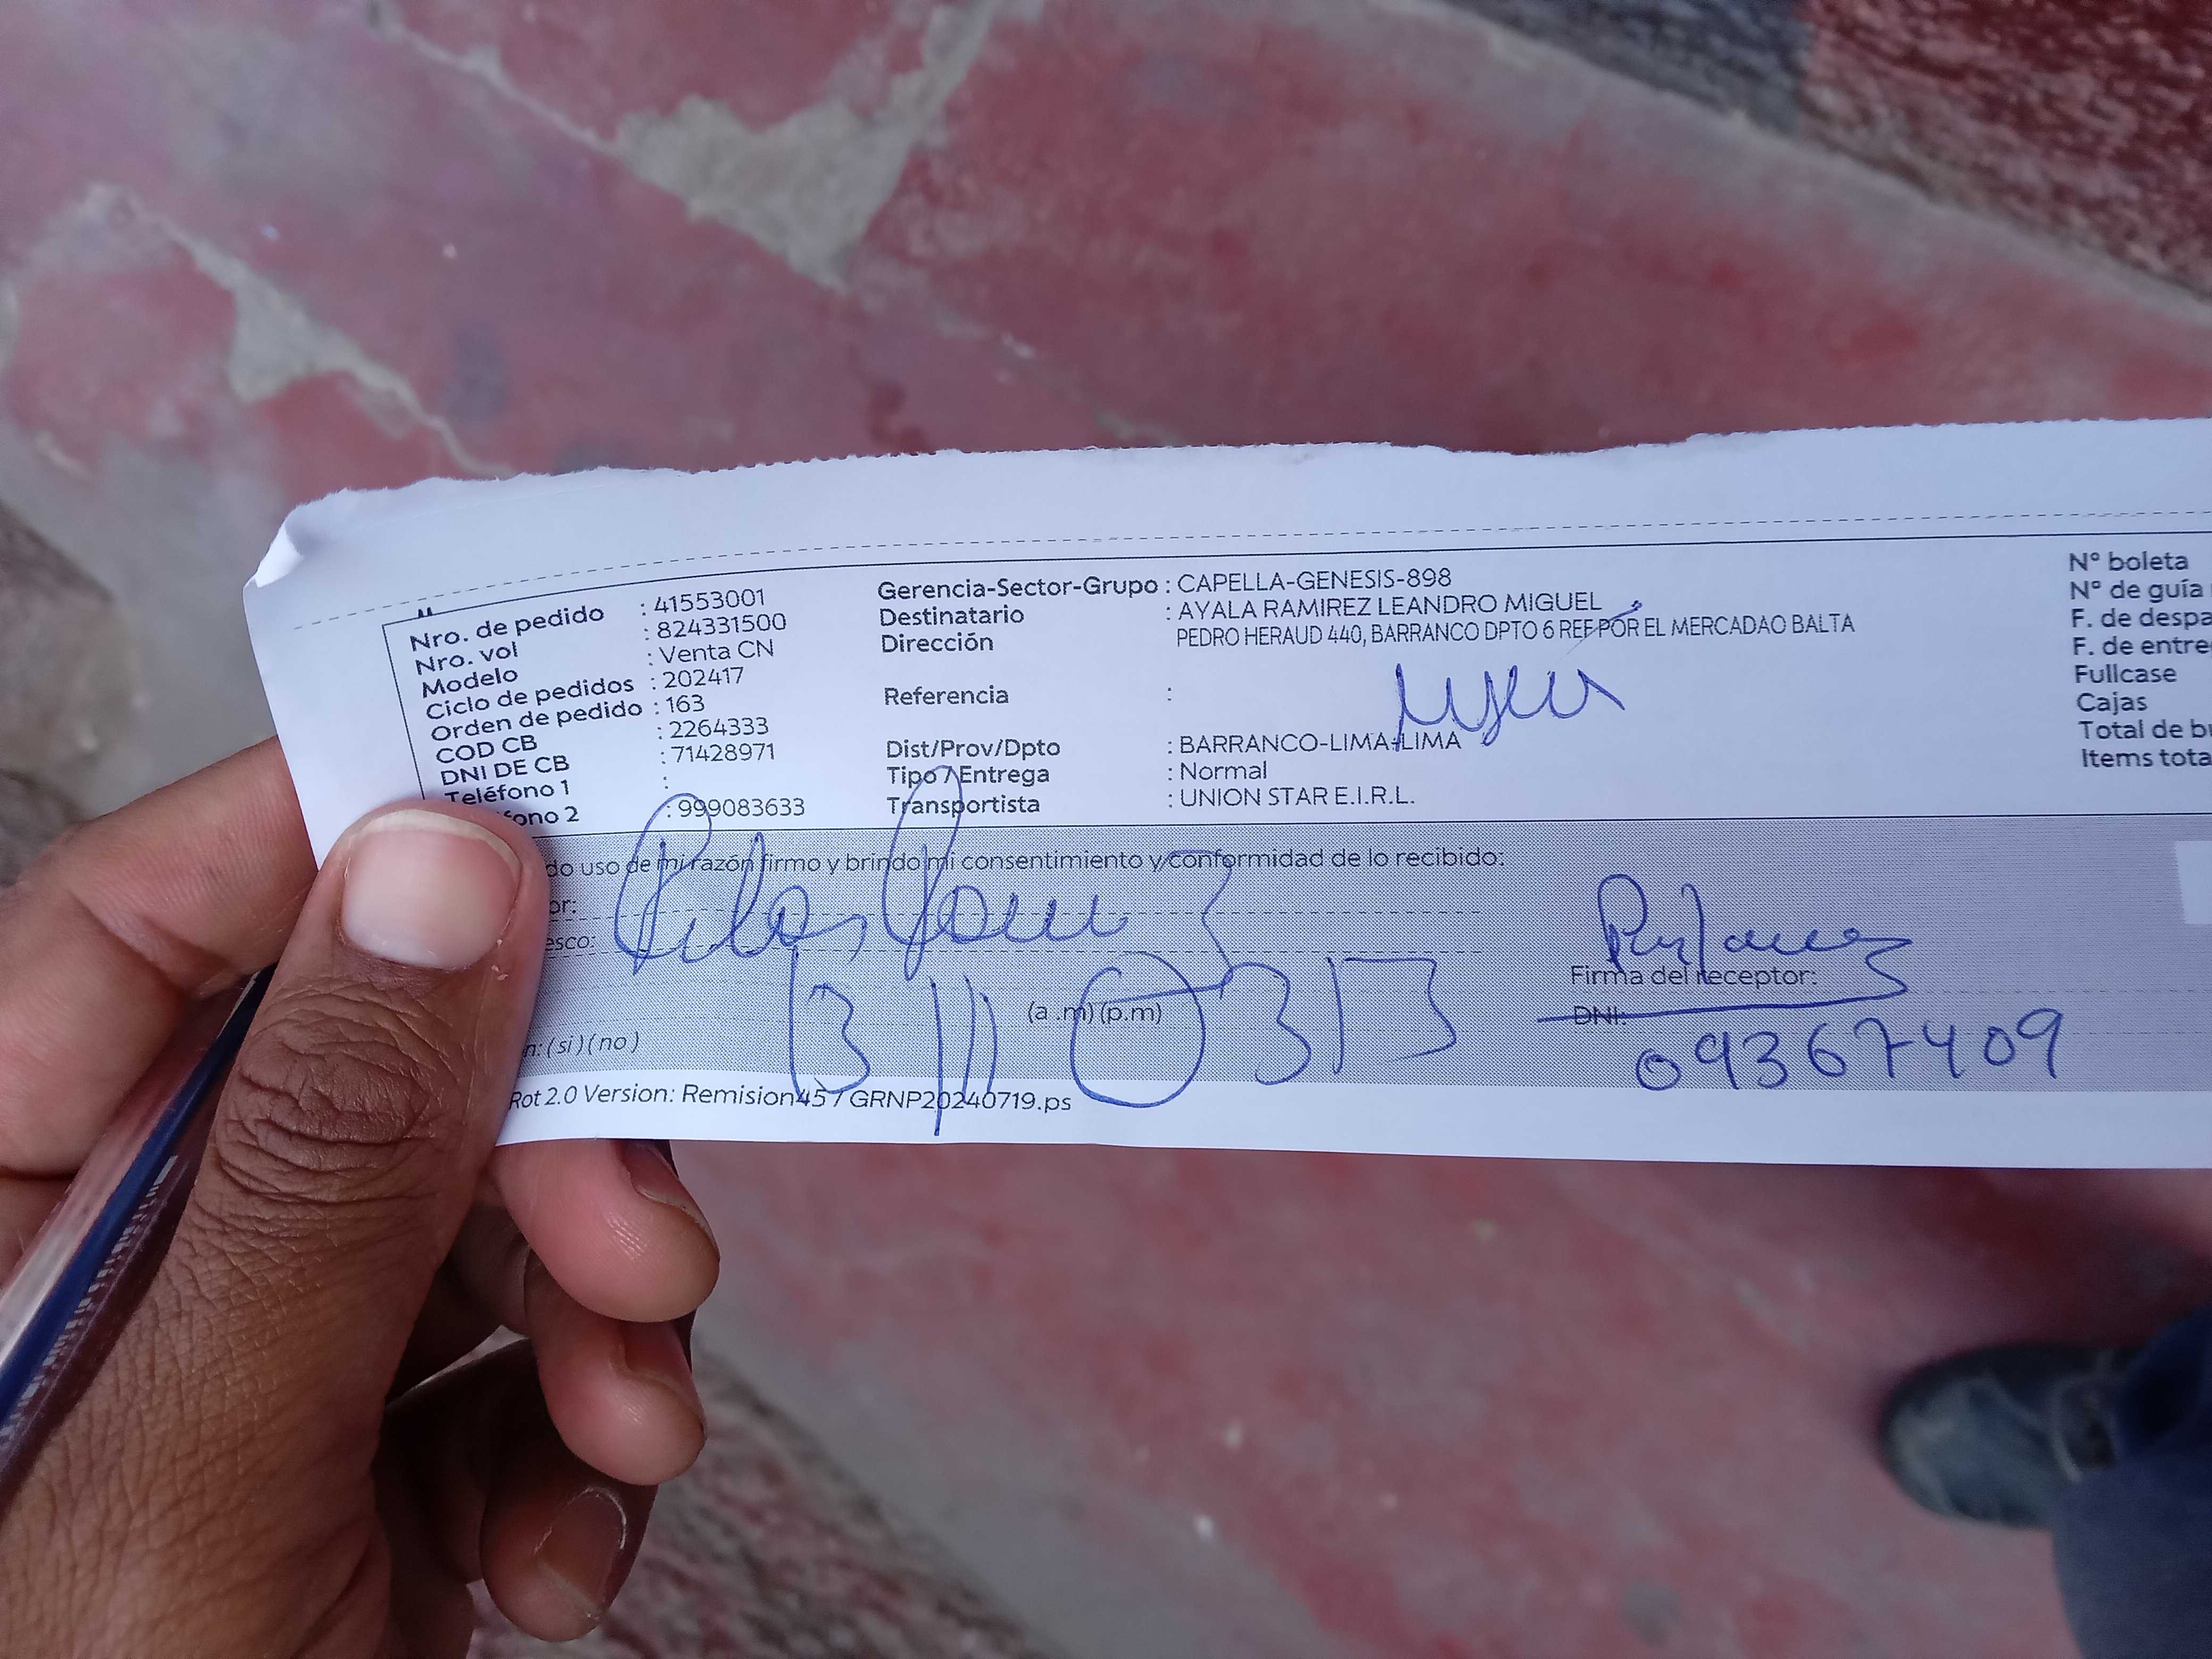 Nro. de pedido : 41553001
Nro. vol : 824331500
Modelo : Venta CN
Ciclo de pedidos : 202417
Orden de pedido : 163
COD CB : 2264333
DNI DE CB : 71428971
Teléfono 1 :
fono 2 : 999083633
Gerencia-Sector-Grupo : CAPELLA-GENESIS-898
Destinatario : AYALA RAMIREZ LEANDRO MIGUEL
Dirección PEDRO HERAUD 440, BARRANCO DPTO 6 REF POR EL MERCADAO BALTA
Referencia :
Dist/Prov/Dpto : BARRANCO-LIMA-LIMA
Tipo / Entrega : Normal
Transportista : UNION STAR E.I.R.L.
Nº boleta
Nº de guía
F. de despa
F. de entre
Fullcase
Cajas
Total de bu
Items tota
do uso de mi razón firmo y brindo mi consentimiento y conformidad de lo recibido:
or:
esco:
(a .m) (p.m)
n: ( si ) ( no )
Firma del receptor:
DNI:
09367409
Rot 2.0 Version: Remision457GRNP20240719.ps